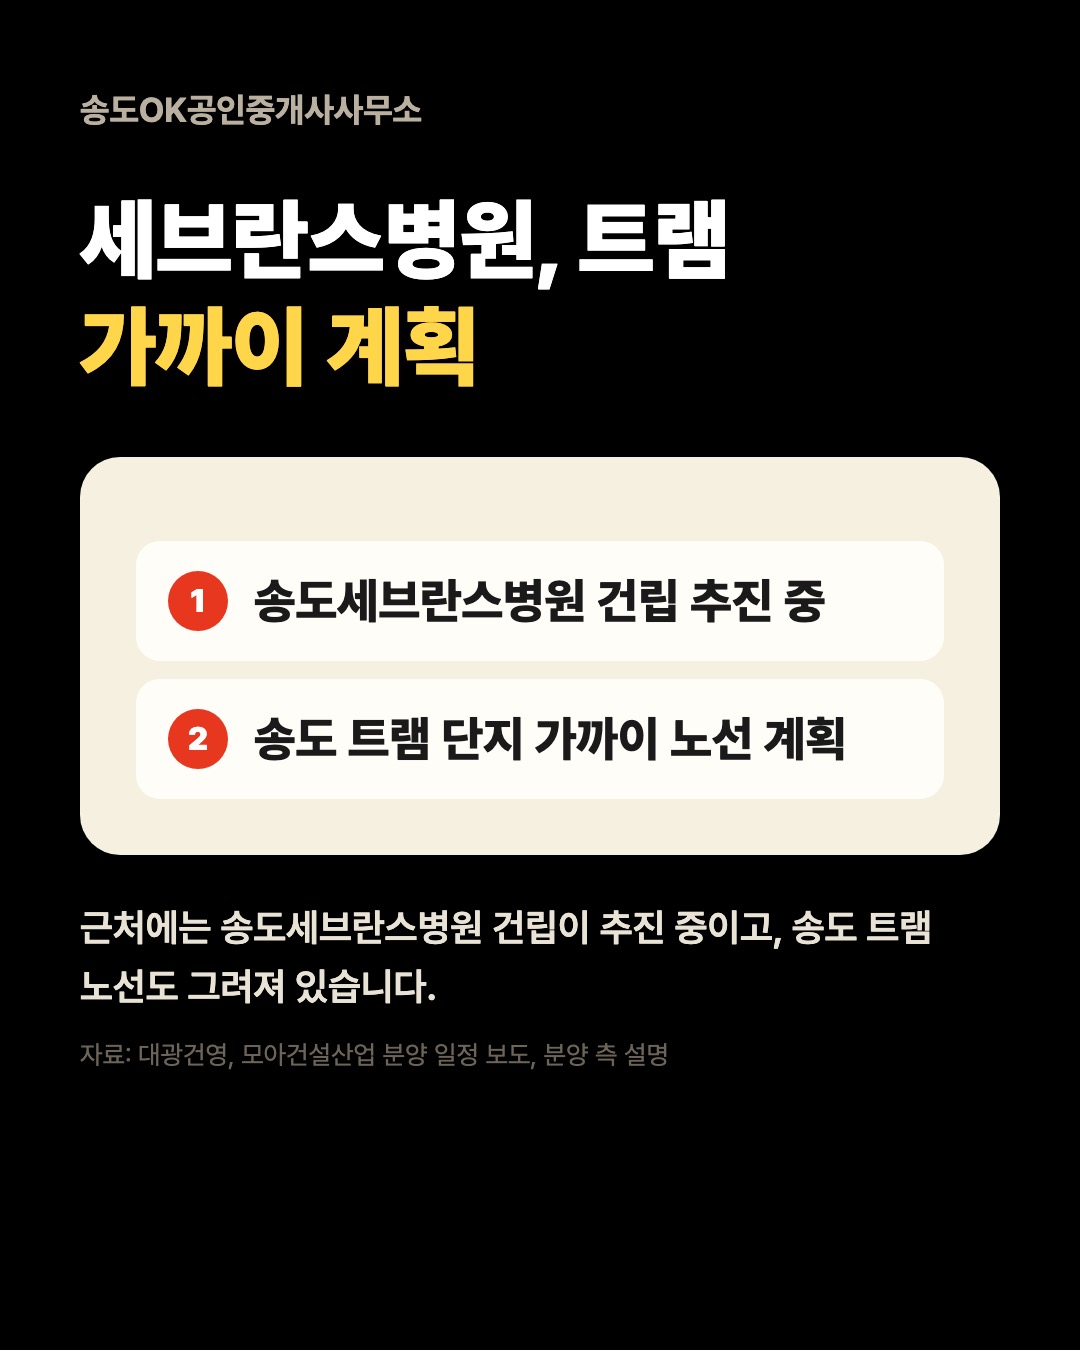 송도OK공인중개사사무소
세브란스병원, 트램
가까이 계획
1 송도세브란스병원 건립 추진 중
2 송도 트램 단지 가까이 노선 계획
근처에는 송도세브란스병원 건립이 추진 중이고, 송도 트램
노선도 그려져 있습니다.
자료: 대광건영, 모아건설산업 분양 일정 보도, 분양 측 설명